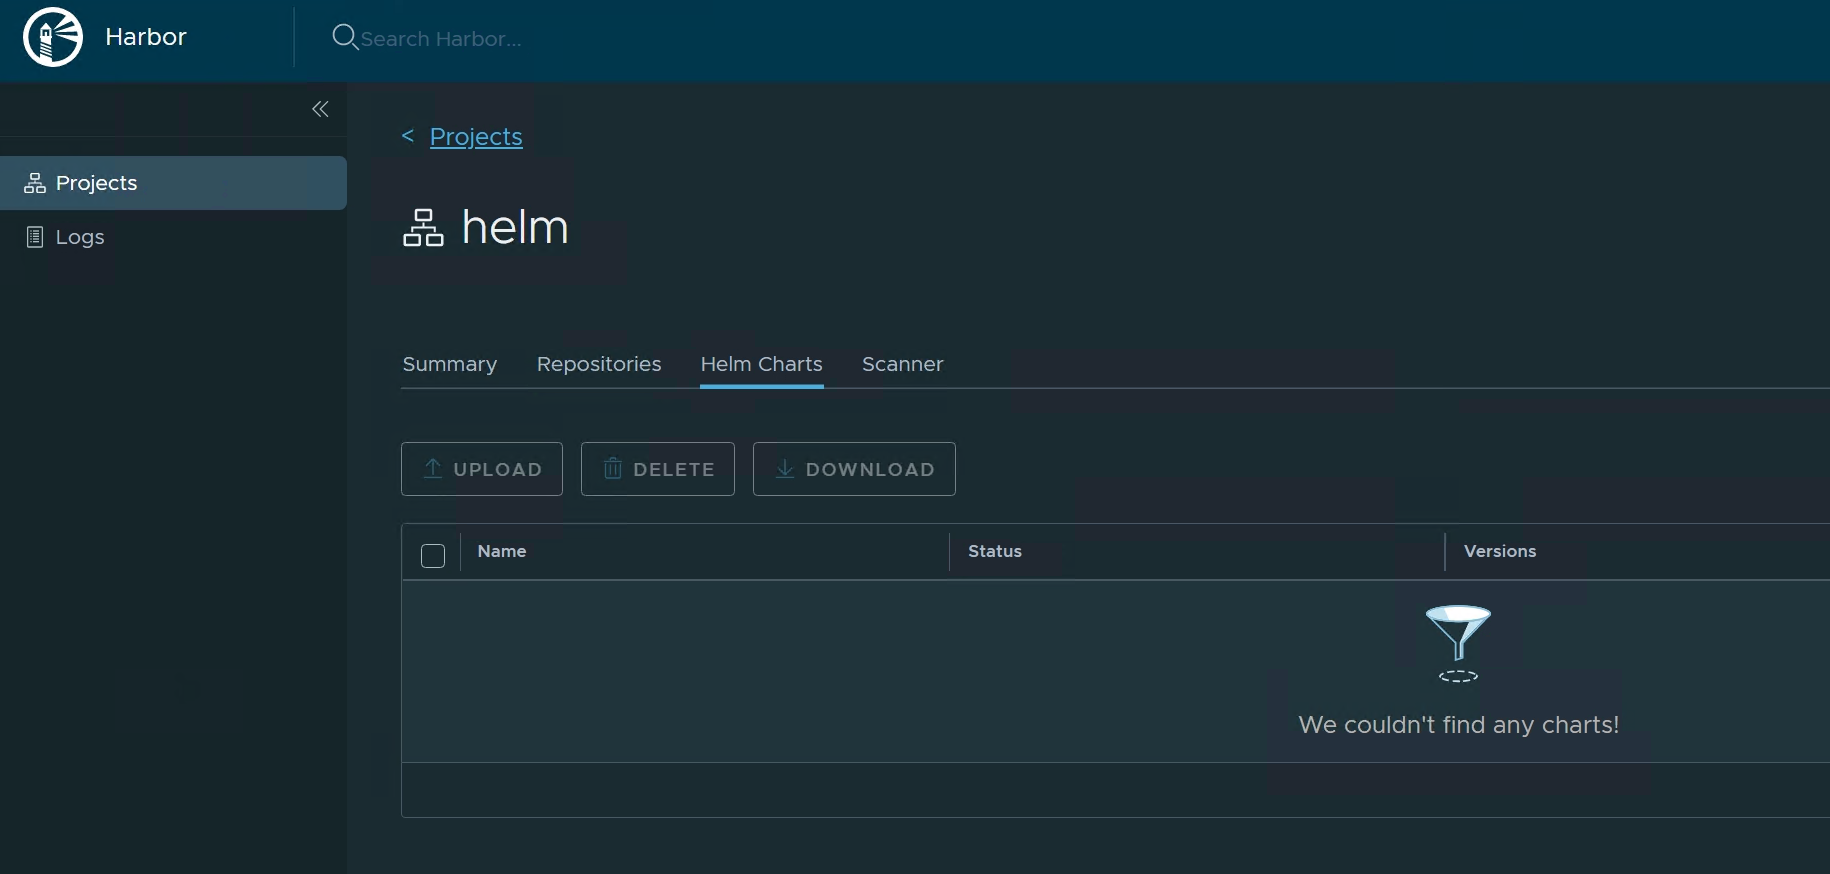 Harbor
Search Harbor...
Projects
Logs
< Projects
helm
Summary Repositories Helm Charts Scanner
UPLOAD DELETE DOWNLOAD
Name Status Versions
We couldn't find any charts!